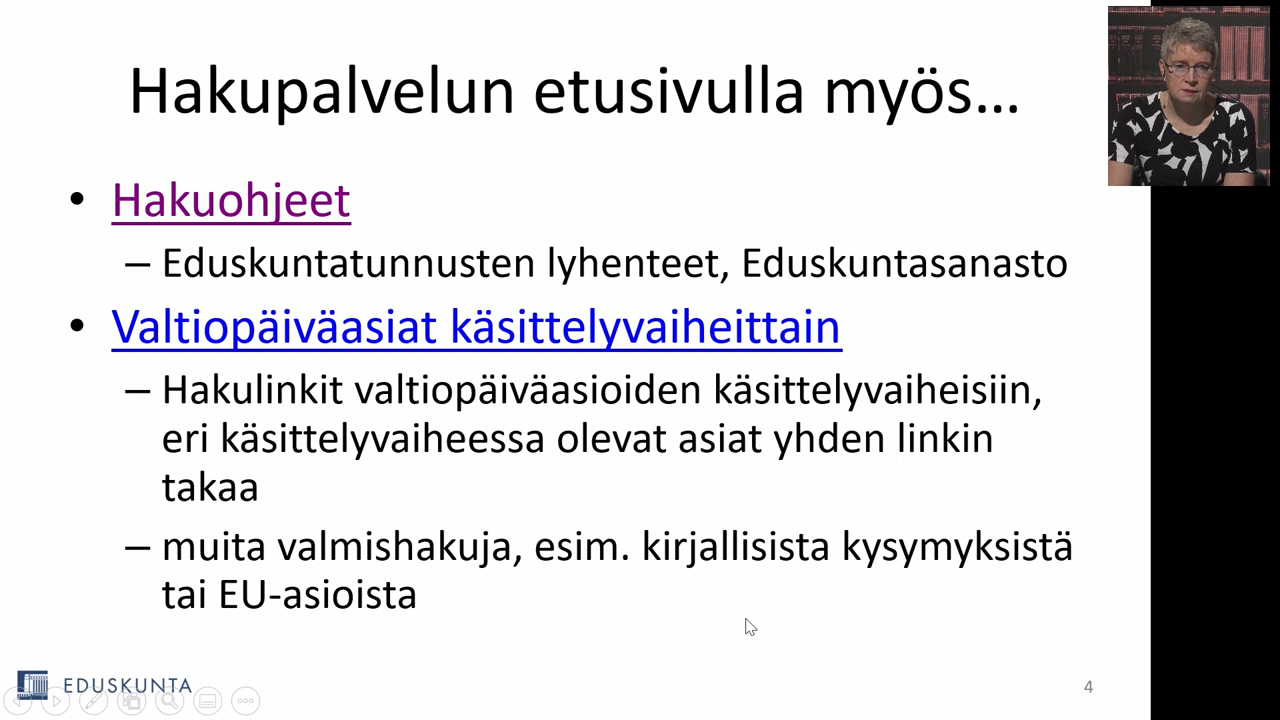 Hakupalvelun etusivulla myös...
• Hakuohjeet
– Eduskuntatunnusten lyhenteet, Eduskuntasanasto
• Valtiopäiväasiat käsittelyvaiheittain
– Hakulinkit valtiopäiväasioiden käsittelyvaiheisiin,
eri käsittelyvaiheessa olevat asiat yhden linkin
takaa
– muita valmishakuja, esim. kirjallisista kysymyksistä
tai EU-asioista
EDUSKUNTA
4